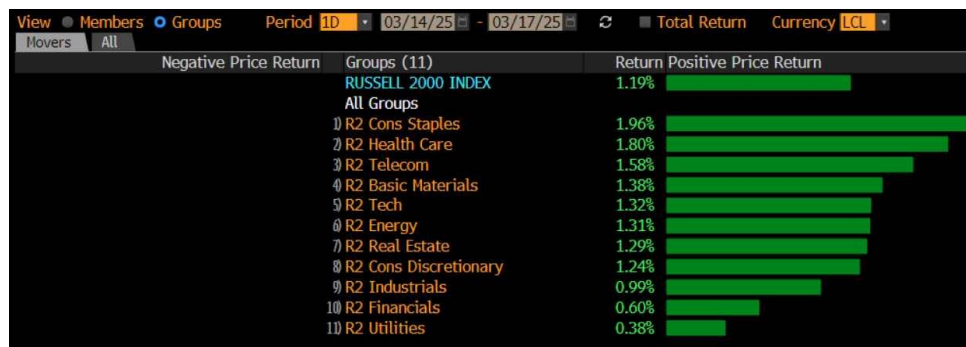 View Members Groups Period 1D 03/14/25 - 03/17/25 Total Return Currency LCL
Movers All
Negative Price Return Groups (11) Return Positive Price Return
RUSSELL 2000 INDEX 1.19%
All Groups
1) R2 Cons Staples 1.96%
2) R2 Health Care 1.80%
3) R2 Telecom 1.58%
4) R2 Basic Materials 1.38%
5) R2 Tech 1.32%
6) R2 Energy 1.31%
7) R2 Real Estate 1.29%
8) R2 Cons Discretionary 1.24%
9) R2 Industrials 0.99%
10) R2 Financials 0.60%
11) R2 Utilities 0.38%